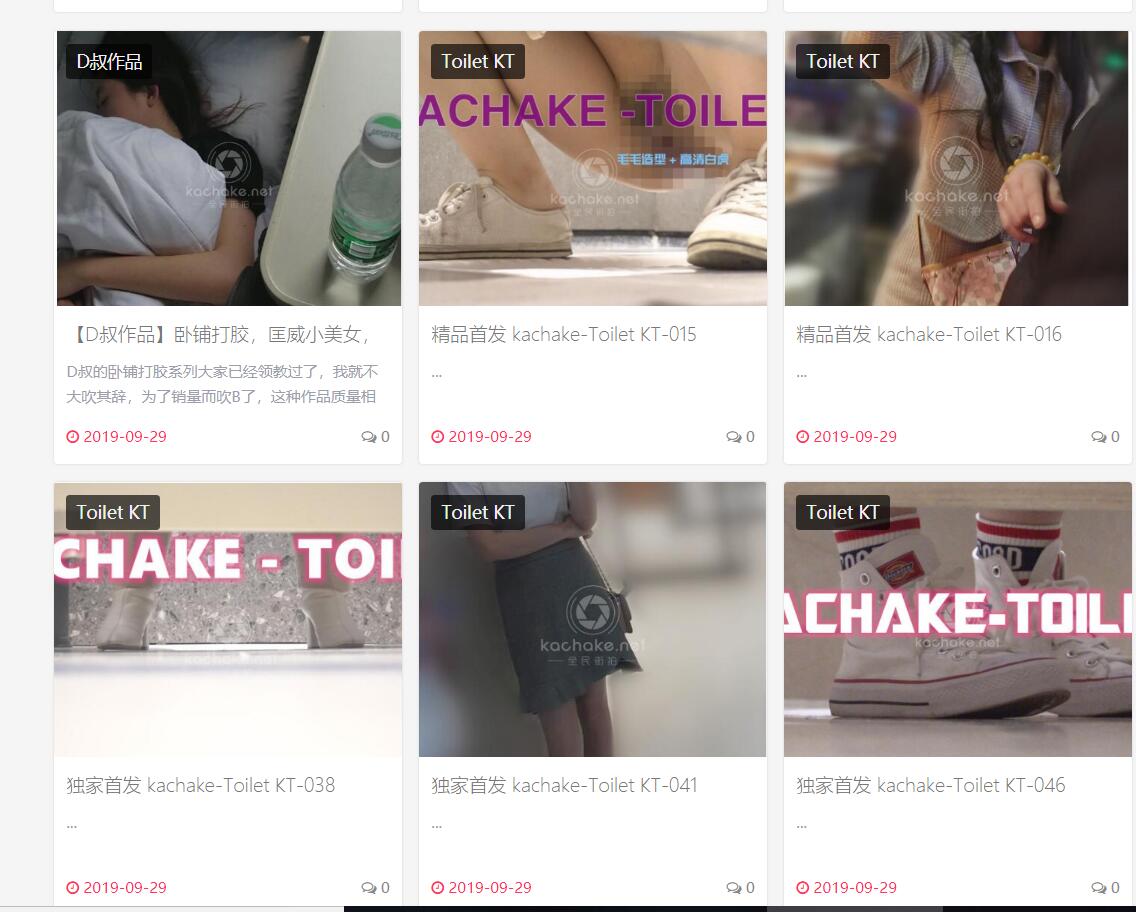 D叔作品
Toilet KT
Toilet KT
ACHAKE -TOILE
毛毛造型 + 高清白虎
kachake.net
全民街拍
kachake.net
全民街拍
kachake.net
全民街拍
【D叔作品】卧铺打胶，匡威小美女，
D叔的卧铺打胶系列大家已经领教过了，我就不
大吹其辞，为了销量而吹B了，这种作品质量相
2019-09-29
0
精品首发 kachake-Toilet KT-015
...
2019-09-29
0
精品首发 kachake-Toilet KT-016
...
2019-09-29
0
Toilet KT
Toilet KT
Toilet KT
CHAKE - TOI
kachake.net
全民街拍
ACHAKE-TOIL
kachake.net
独家首发 kachake-Toilet KT-038
...
2019-09-29
0
独家首发 kachake-Toilet KT-041
...
2019-09-29
0
独家首发 kachake-Toilet KT-046
...
2019-09-29
0